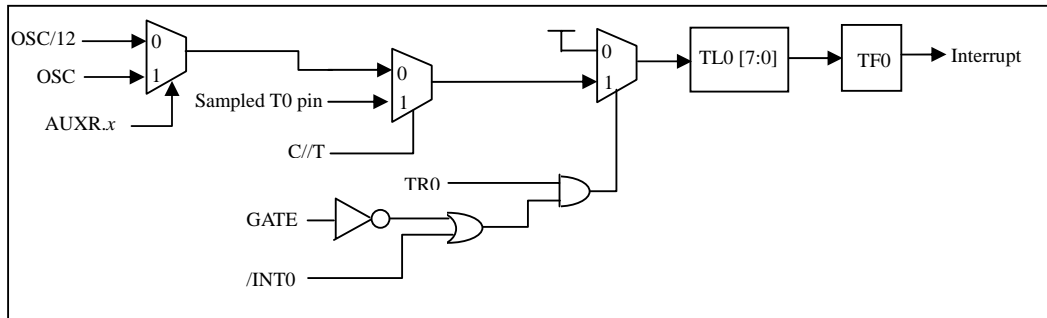 OSC/12
0
OSC
1
AUXR.x
0
Sampled T0 pin
1
C//T
0
1
TL0 [7:0]
TF0
Interrupt
TR0
GATE
/INT0